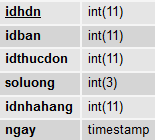 idhdn int(11)
idban int(11)
idthucdon int(11)
soluong int(3)
idnhahang int(11)
ngay timestamp